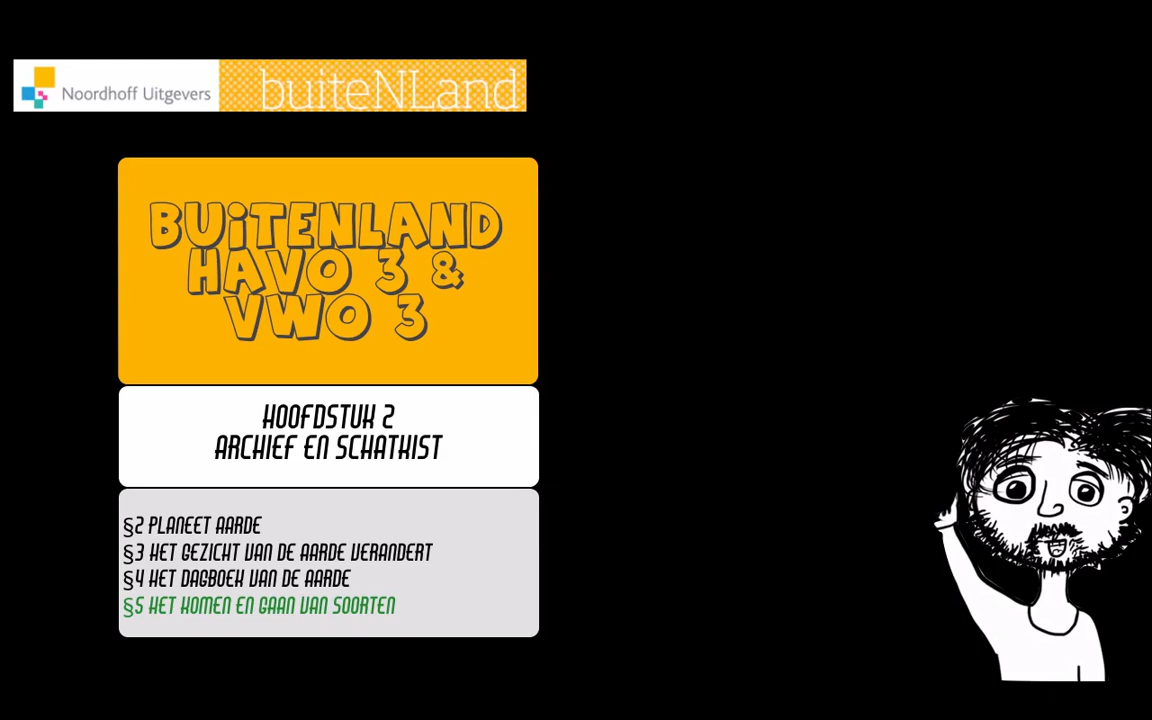 Noordhoff Uitgevers
buiteNLand
BUiTENLAND
HAVO 3 &
VWO 3
HOOFDSTUK 2
ARCHIEF EN SCHATKIST
§2 PLANEET AARDE
§3 HET GEZICHT VAN DE AARDE VERANDERT
§4 HET DAGBOEK VAN DE AARDE
§5 HET KOMEN EN GAAN VAN SOORTEN